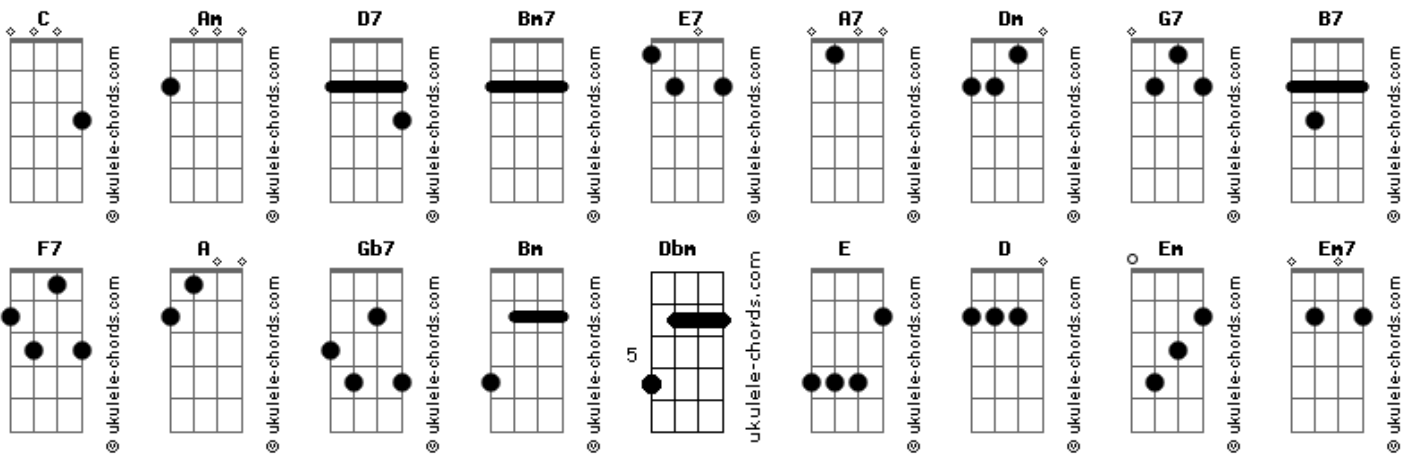 C Am D7 Bm7 E7 A7 Dm G7 B7
© ukulele-chords.com © ukulele-chords.com © ukulele-chords.com © ukulele-chords.com © ukulele-chords.com © ukulele-chords.com © ukulele-chords.com © ukulele-chords.com © ukulele-chords.com
F7 A Gb7 Bm Dbm E D Em Em7
5
© ukulele-chords.com © ukulele-chords.com © ukulele-chords.com © ukulele-chords.com ukulele-chords.com © ukulele-chords.com © ukulele-chords.com © ukulele-chords.com © ukulele-chords.com